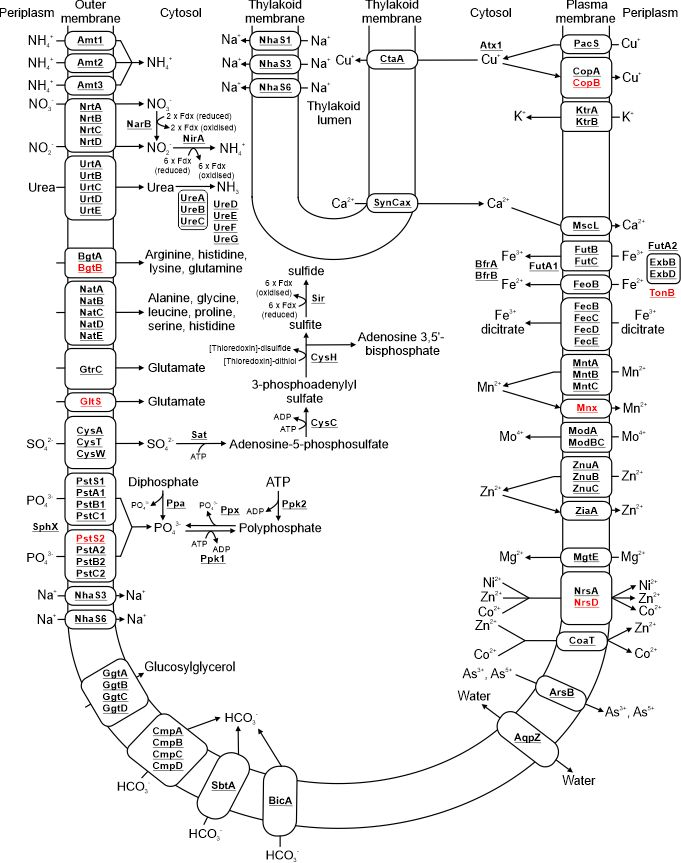 Periplasm
Outer
membrane
Cytosol
Thylakoid
membrane
Thylakoid
membrane
Cytosol
Plasma
membrane
Periplasm
NH₄⁺
Amt1
NH₄⁺
Amt2
NH₄⁺
NH₄⁺
Amt3
NO₃⁻
NrtA
NrtB
NrtC
NrtD
NO₃⁻
NarB
2 x Fdx (reduced)
2 x Fdx (oxidised)
NO₂⁻
NO₂⁻
NirA
NH₄⁺
6 x Fdx
(reduced)
6 x Fdx
(oxidised)
Urea
UrtA
UrtB
UrtC
UrtD
UrtE
Urea
NH₃
UreA
UreB
UreC
UreD
UreE
UreF
UreG
BgtA
BgtB
Arginine, histidine,
lysine, glutamine
NatA
NatB
NatC
NatD
NatE
Alanine, glycine,
leucine, proline,
serine, histidine
GtrC
Glutamate
GltS
Glutamate
SO₄²⁻
CysA
CysT
CysW
SO₄²⁻
Sat
ATP
Adenosine-5-phosphosulfate
ADP
ATP
CysC
3-phosphoadenylyl
sulfate
[Thioredoxin]-disulfide
[Thioredoxin]-dithiol
CysH
Adenosine 3,5'-
bisphosphate
sulfite
6 x Fdx
(oxidised)
6 x Fdx
(reduced)
Sir
sulfide
PO₄³⁻
PstS1
PstA1
PstB1
PstC1
SphX
PO₄³⁻
PstS2
PstA2
PstB2
PstC2
Diphosphate
PO₄³⁻
Ppa
PO₄³⁻
PO₄³⁻
Ppx
ATP
ADP
Ppk1
Polyphosphate
ATP
ADP
Ppk2
Na⁺
NhaS3
Na⁺
Na⁺
NhaS6
Na⁺
GgtA
GgtB
GgtC
GgtD
Glucosylglycerol
CmpA
CmpB
CmpC
CmpD
HCO₃⁻
HCO₃⁻
SbtA
HCO₃⁻
BicA
HCO₃⁻
Na⁺
NhaS1
Na⁺
Na⁺
NhaS3
Na⁺
Na⁺
NhaS6
Na⁺
Thylakoid
lumen
Cu⁺
CtaA
Cu⁺
Atx1
PacS
Cu⁺
CopA
CopB
Cu⁺
K⁺
KtrA
KtrB
K⁺
Ca²⁺
SynCax
Ca²⁺
MscL
Ca²⁺
Fe³⁺
FutB
FutC
Fe³⁺
FutA2
BfrA
BfrB
FutA1
ExbB
ExbD
Fe²⁺
FeoB
Fe²⁺
TonB
Fe³⁺
dicitrate
FecB
FecC
FecD
FecE
Fe³⁺
dicitrate
MntA
MntB
MntC
Mn²⁺
Mn²⁺
Mnx
Mn²⁺
Mo⁴⁺
ModA
ModBC
Mo⁴⁺
ZnuA
ZnuB
ZnuC
Zn²⁺
Zn²⁺
ZiaA
Zn²⁺
Mg²⁺
MgtE
Mg²⁺
Ni²⁺
Zn²⁺
Co²⁺
NrsA
NrsD
Ni²⁺
Zn²⁺
Co²⁺
Zn²⁺
Co²⁺
CoaT
Zn²⁺
Co²⁺
As³⁺, As⁵⁺
ArsB
As³⁺, As⁵⁺
Water
AqpZ
Water